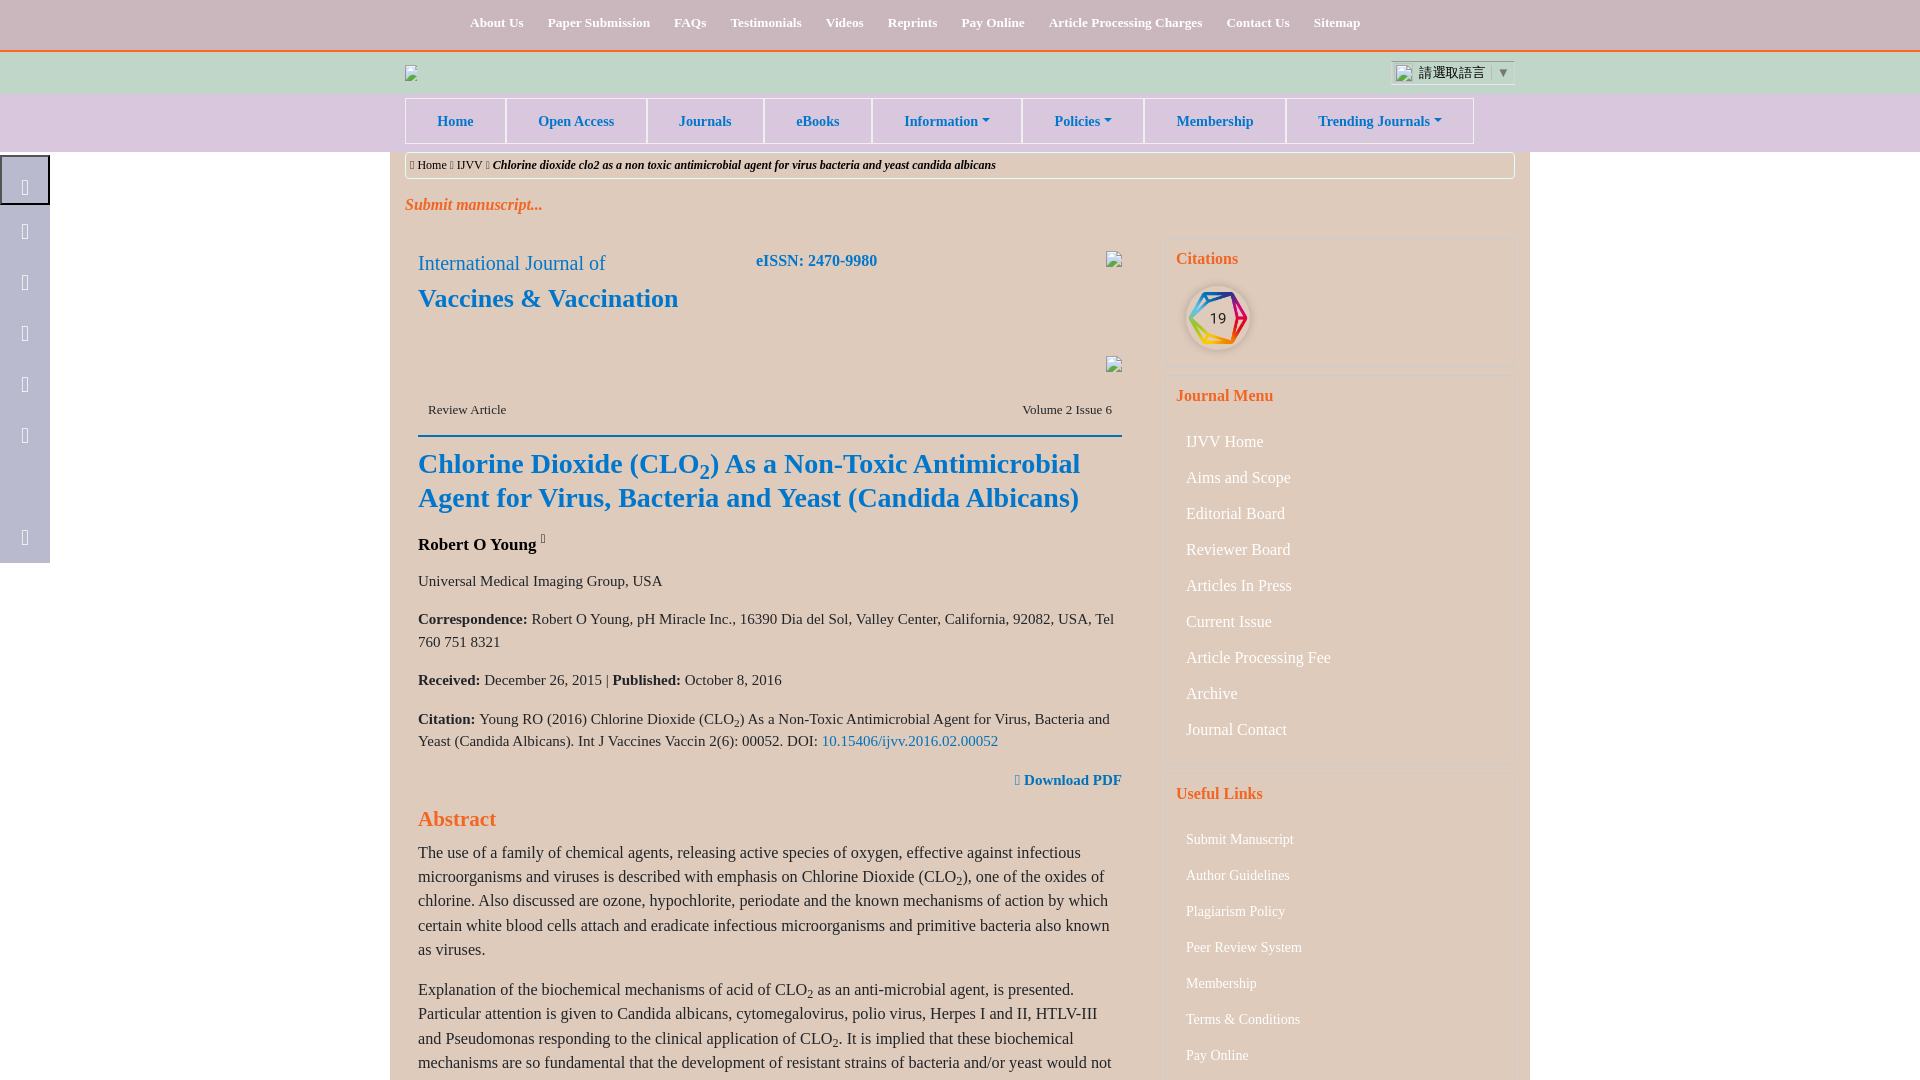 About Us Paper Submission FAQs Testimonials Videos Reprints Pay Online Article Processing Charges Contact Us Sitemap
請選取語言 ▼
Home Open Access Journals eBooks Information Policies Membership Trending Journals
Home IJVV Chlorine dioxide clo2 as a non toxic antimicrobial agent for virus bacteria and yeast candida albicans
Submit manuscript...
International Journal of
eISSN: 2470-9980
Vaccines & Vaccination
Review Article
Volume 2 Issue 6
Chlorine Dioxide (CLO2) As a Non-Toxic Antimicrobial
Agent for Virus, Bacteria and Yeast (Candida Albicans)
Robert O Young
Universal Medical Imaging Group, USA
Correspondence: Robert O Young, pH Miracle Inc., 16390 Dia del Sol, Valley Center, California, 92082, USA, Tel
760 751 8321
Received: December 26, 2015 | Published: October 8, 2016
Citation: Young RO (2016) Chlorine Dioxide (CLO2) As a Non-Toxic Antimicrobial Agent for Virus, Bacteria and
Yeast (Candida Albicans). Int J Vaccines Vaccin 2(6): 00052. DOI: 10.15406/ijvv.2016.02.00052
Download PDF
Abstract
The use of a family of chemical agents, releasing active species of oxygen, effective against infectious
microorganisms and viruses is described with emphasis on Chlorine Dioxide (CLO2), one of the oxides of
chlorine. Also discussed are ozone, hypochlorite, periodate and the known mechanisms of action by which
certain white blood cells attach and eradicate infectious microorganisms and primitive bacteria also known
as viruses.
Explanation of the biochemical mechanisms of acid of CLO2 as an anti-microbial agent, is presented.
Particular attention is given to Candida albicans, cytomegalovirus, polio virus, Herpes I and II, HTLV-III
and Pseudomonas responding to the clinical application of CLO2. It is implied that these biochemical
mechanisms are so fundamental that the development of resistant strains of bacteria and/or yeast would not
Citations
19
Journal Menu
IJVV Home
Aims and Scope
Editorial Board
Reviewer Board
Articles In Press
Current Issue
Article Processing Fee
Archive
Journal Contact
Useful Links
Submit Manuscript
Author Guidelines
Plagiarism Policy
Peer Review System
Membership
Terms & Conditions
Pay Online